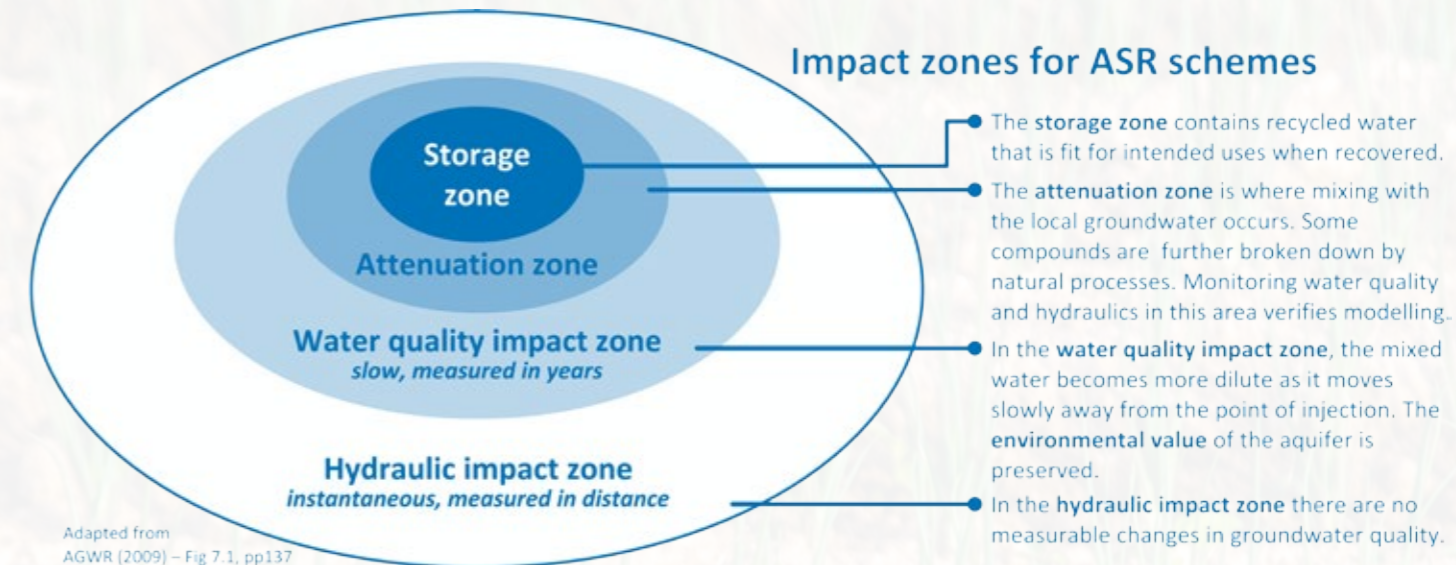 Impact zones for ASR schemes
Storage
zone
Attenuation zone
Water quality impact zone
slow, measured in years
Hydraulic impact zone
instantaneous, measured in distance
The storage zone contains recycled water
that is fit for intended uses when recovered.
The attenuation zone is where mixing with
the local groundwater occurs. Some
compounds are further broken down by
natural processes. Monitoring water quality
and hydraulics in this area verifies modelling.
In the water quality impact zone, the mixed
water becomes more dilute as it moves
slowly away from the point of injection. The
environmental value of the aquifer is
preserved.
In the hydraulic impact zone there are no
measurable changes in groundwater quality.
Adapted from
AGWR (2009) – Fig 7.1, pp137